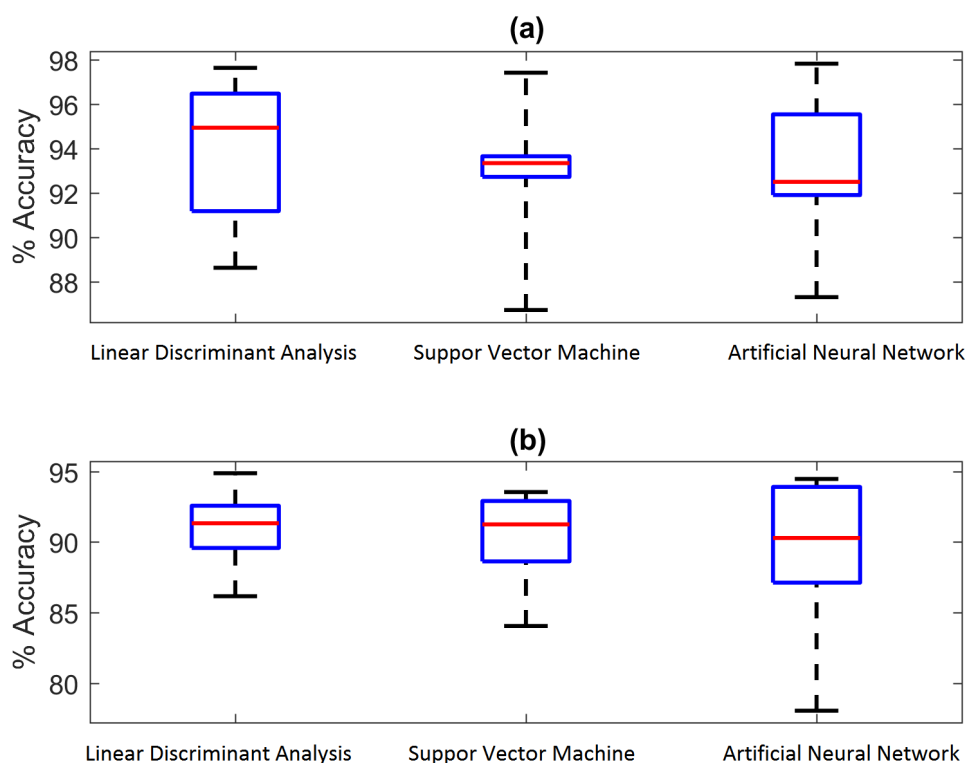 (a)
98
96
94
92
90
88
% Accuracy
Linear Discriminant Analysis Suppor Vector Machine Artificial Neural Network
(b)
95
90
85
80
% Accuracy
Linear Discriminant Analysis Suppor Vector Machine Artificial Neural Network